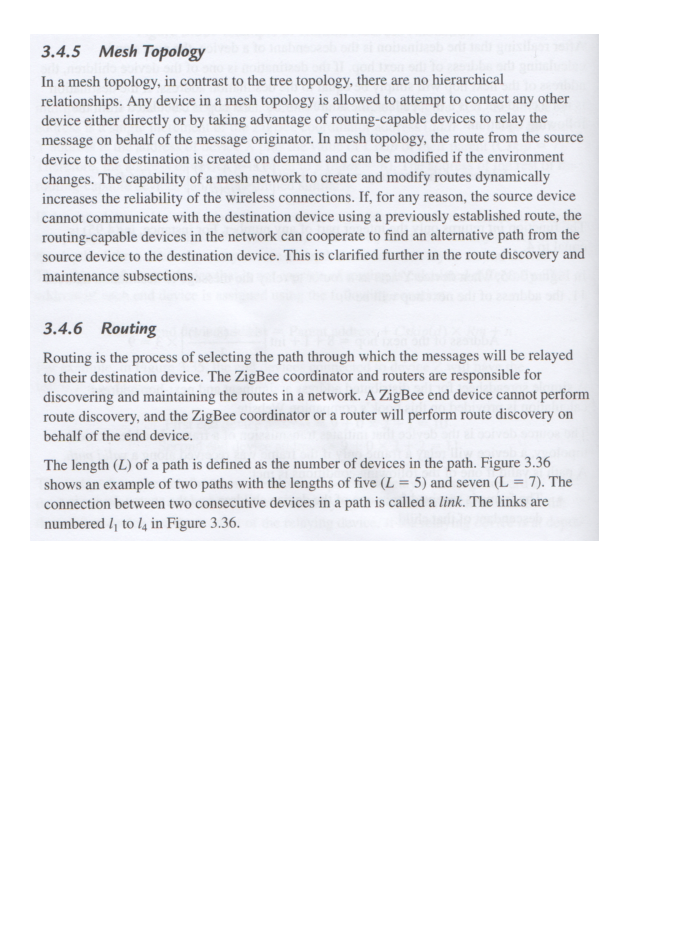 3.4.5 Mesh Topology
In a mesh topology, in contrast to the tree topology, there are no hierarchical
relationships. Any device in a mesh topology is allowed to attempt to contact any other
device either directly or by taking advantage of routing-capable devices to relay the
message on behalf of the message originator. In mesh topology, the route from the source
device to the destination is created on demand and can be modified if the environment
changes. The capability of a mesh network to create and modify routes dynamically
increases the reliability of the wireless connections. If, for any reason, the source device
cannot communicate with the destination device using a previously established route, the
routing-capable devices in the network can cooperate to find an alternative path from the
source device to the destination device. This is clarified further in the route discovery and
maintenance subsections.
3.4.6 Routing
Routing is the process of selecting the path through which the messages will be relayed
to their destination device. The ZigBee coordinator and routers are responsible for
discovering and maintaining the routes in a network. A ZigBee end device cannot perform
route discovery, and the ZigBee coordinator or a router will perform route discovery on
behalf of the end device.
The length (L) of a path is defined as the number of devices in the path. Figure 3.36
shows an example of two paths with the lengths of five (L = 5) and seven (L = 7). The
connection between two consecutive devices in a path is called a link. The links are
numbered l₁ to l₄ in Figure 3.36.